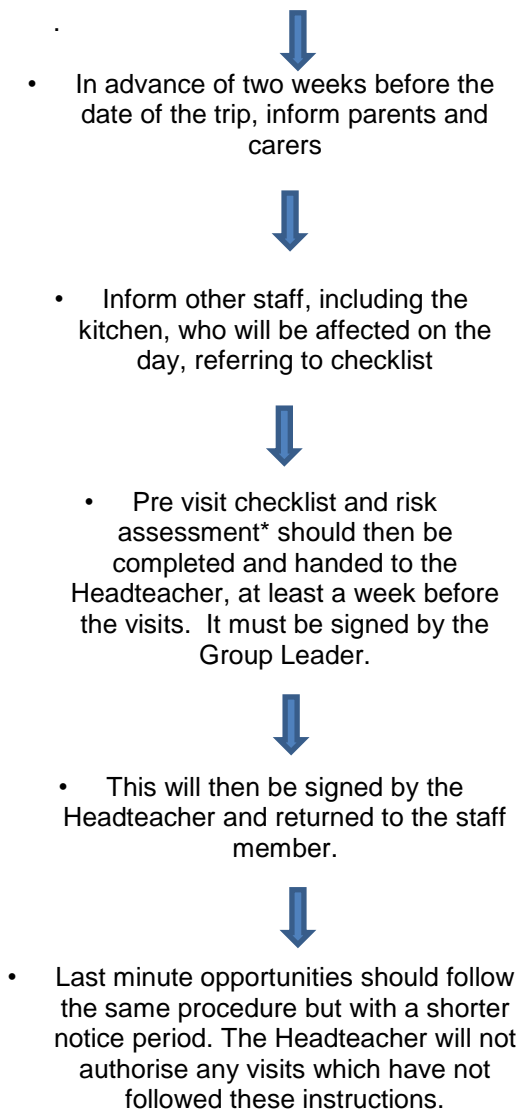 .
• In advance of two weeks before the
date of the trip, inform parents and
carers
• Inform other staff, including the
kitchen, who will be affected on the
day, referring to checklist
• Pre visit checklist and risk
assessment* should then be
completed and handed to the
Headteacher, at least a week before
the visits. It must be signed by the
Group Leader.
• This will then be signed by the
Headteacher and returned to the staff
member.
• Last minute opportunities should follow
the same procedure but with a shorter
notice period. The Headteacher will not
authorise any visits which have not
followed these instructions.